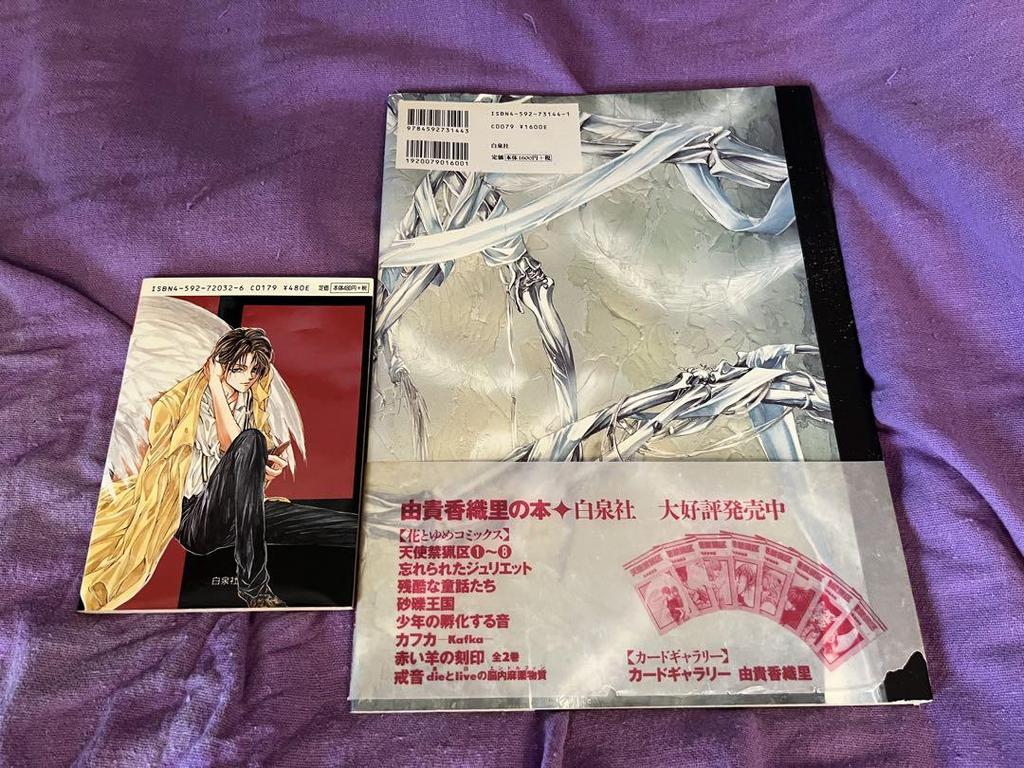 ISBN4-592-72032-6 C0179 ¥480E 定価 本体480円+税
白泉社
9784592731443
1920079016001
ISBN4-592-73144-1
C0079 ¥1600E
白泉社
定価 本体1600円+税
由貴香織里の本✦白泉社 大好評発売中
【花とゆめコミックス】
天使禁猟区❶〜❽
忘れられたジュリエット
残酷な童話たち
砂礫王国
少年の孵化する音
カフカ—Kafka—
赤い羊の刻印 全2巻
戒音 dieとliveの脳内麻薬物質
【カードギャラリー】
カードギャラリー 由貴香織里